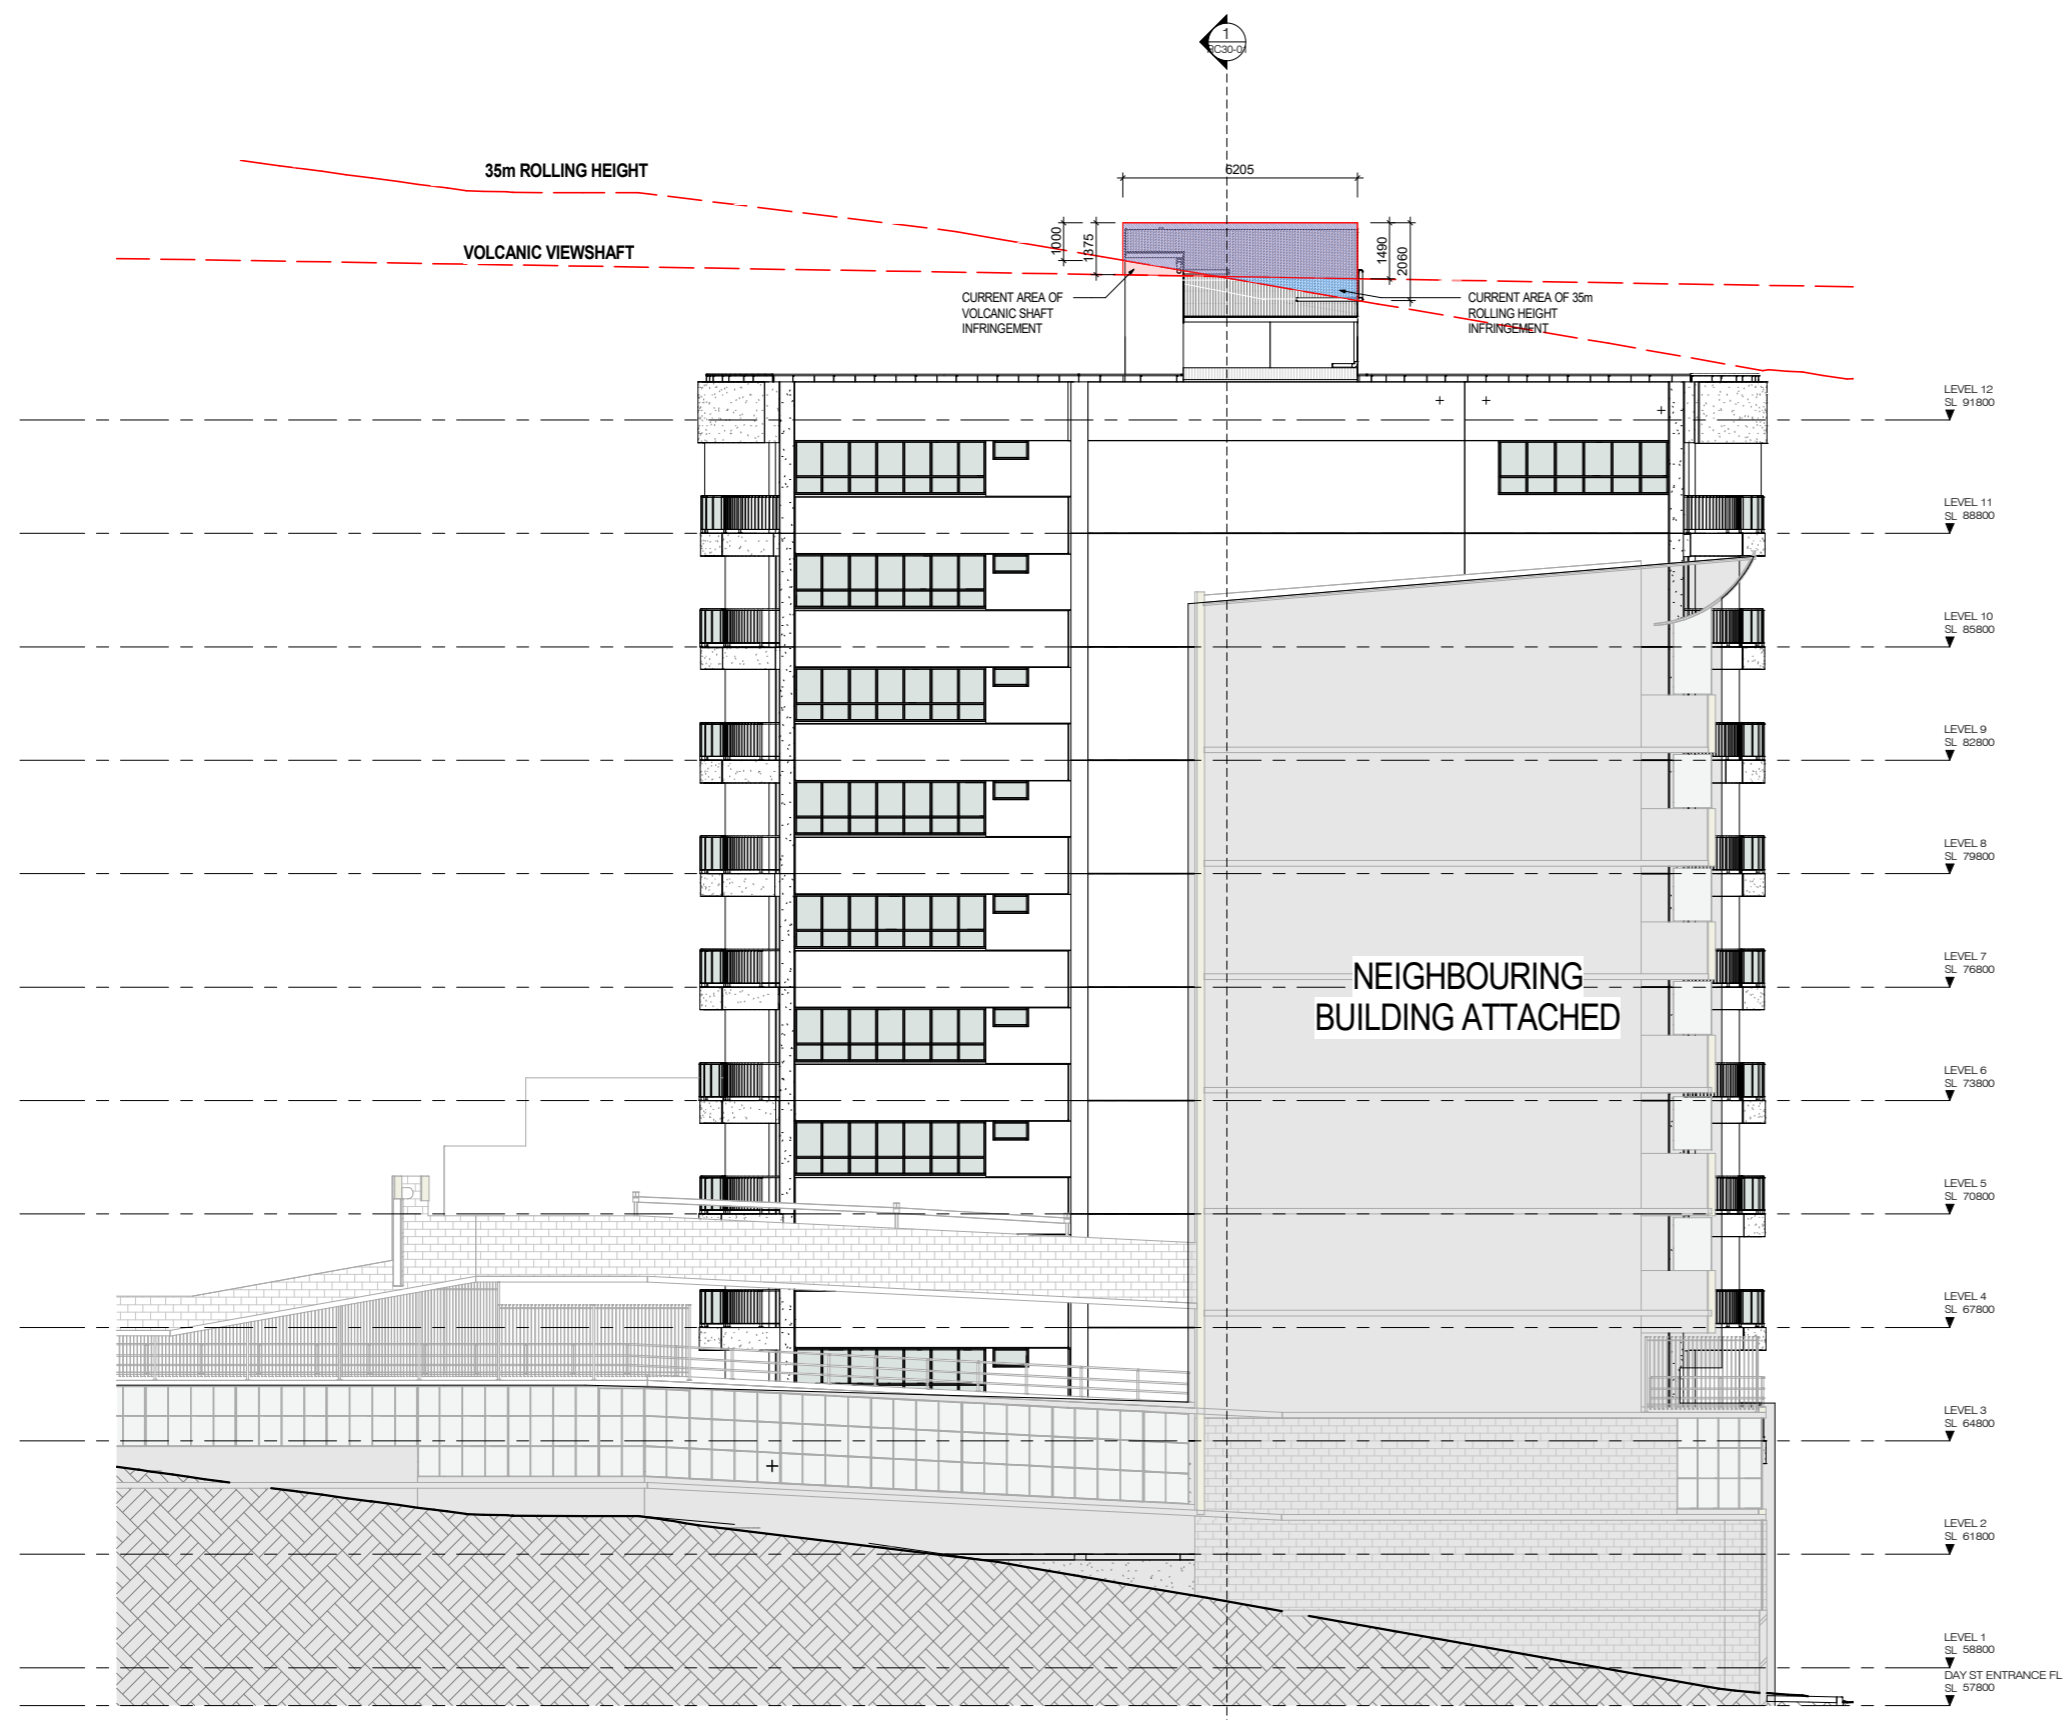 1
RC30-01
35m ROLLING HEIGHT
6205
VOLCANIC VIEWSHAFT
1000
1375
1490
2060
CURRENT AREA OF
VOLCANIC SHAFT
INFRINGEMENT
CURRENT AREA OF 35m
ROLLING HEIGHT
INFRINGEMENT
LEVEL 12
SL 91800
LEVEL 11
SL 88800
LEVEL 10
SL 85800
LEVEL 9
SL 82800
LEVEL 8
SL 79800
NEIGHBOURING
BUILDING ATTACHED
LEVEL 7
SL 76800
LEVEL 6
SL 73800
LEVEL 5
SL 70800
LEVEL 4
SL 67800
LEVEL 3
SL 64800
LEVEL 2
SL 61800
LEVEL 1
SL 58800
DAY ST ENTRANCE FL
SL 57800